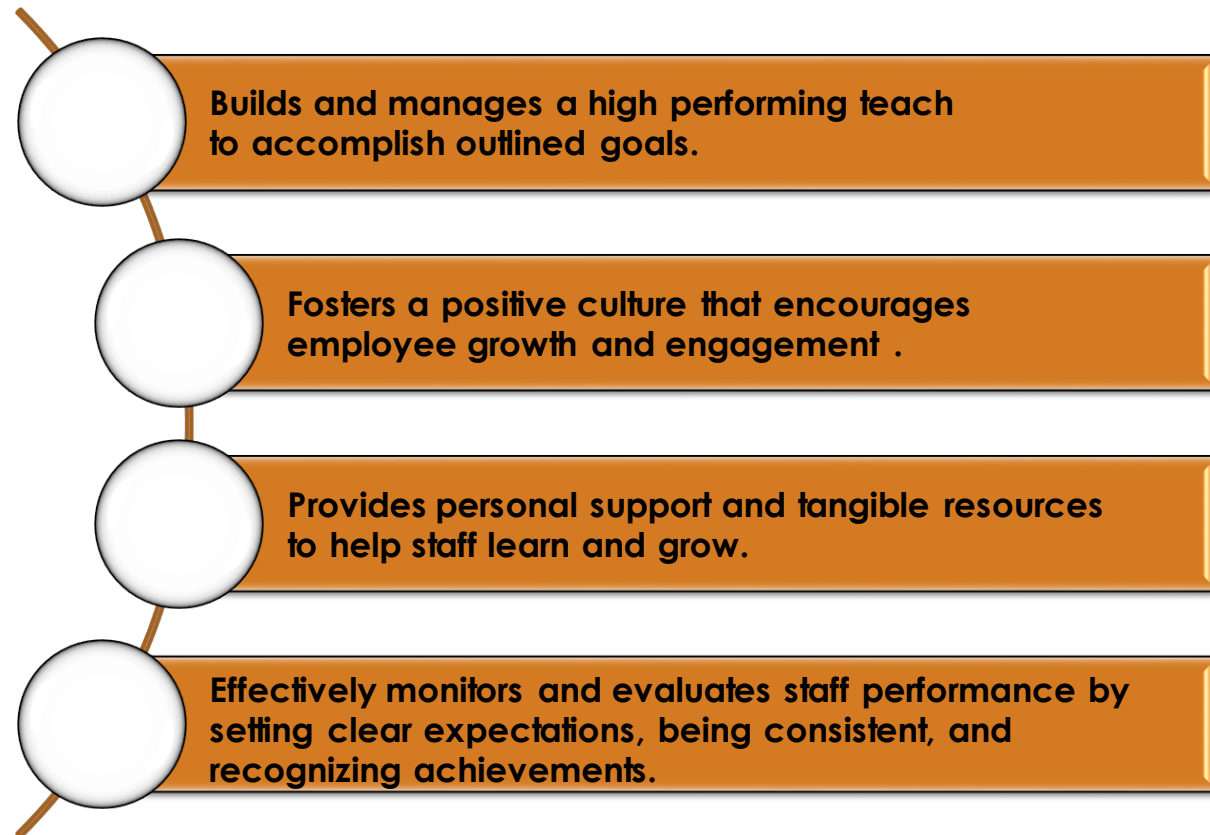 Builds and manages a high performing teach
to accomplish outlined goals.
Fosters a positive culture that encourages
employee growth and engagement .
Provides personal support and tangible resources
to help staff learn and grow.
Effectively monitors and evaluates staff performance by
setting clear expectations, being consistent, and
recognizing achievements.